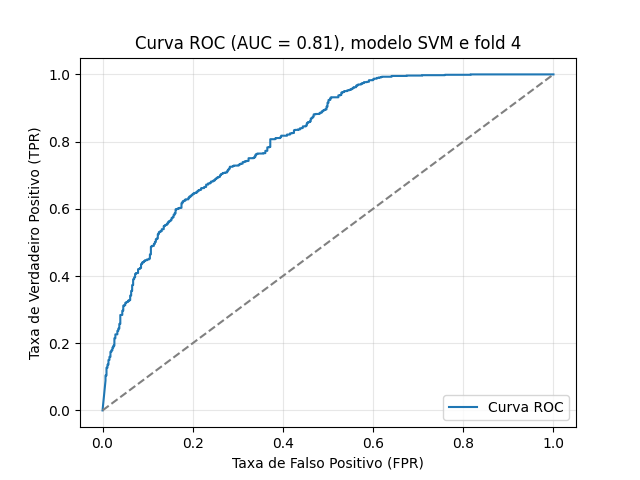 Curva ROC (AUC = 0.81), modelo SVM e fold 4
1.0
0.8
0.6
0.4
0.2
0.0
Taxa de Verdadeiro Positivo (TPR)
Curva ROC
0.0 0.2 0.4 0.6 0.8 1.0
Taxa de Falso Positivo (FPR)